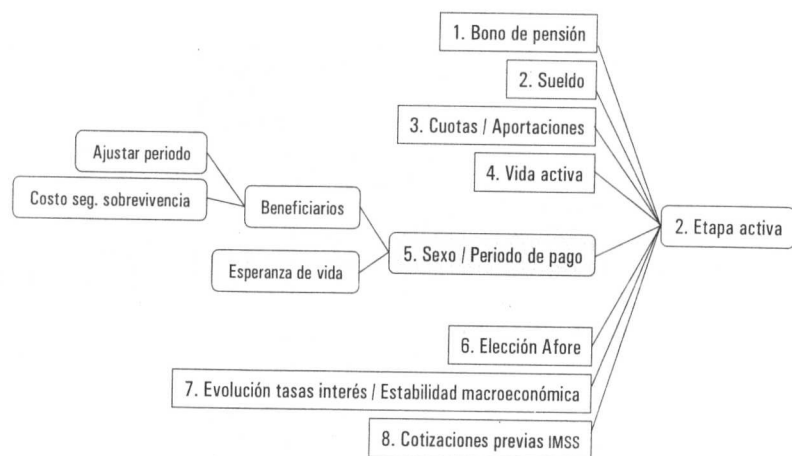 1. Bono de pensión
2. Sueldo
3. Cuotas / Aportaciones
Ajustar periodo
4. Vida activa
Costo seg. sobrevivencia
Beneficiarios
2. Etapa activa
5. Sexo / Periodo de pago
Esperanza de vida
6. Elección Afore
7. Evolución tasas interés / Estabilidad macroeconómica
8. Cotizaciones previas IMSS